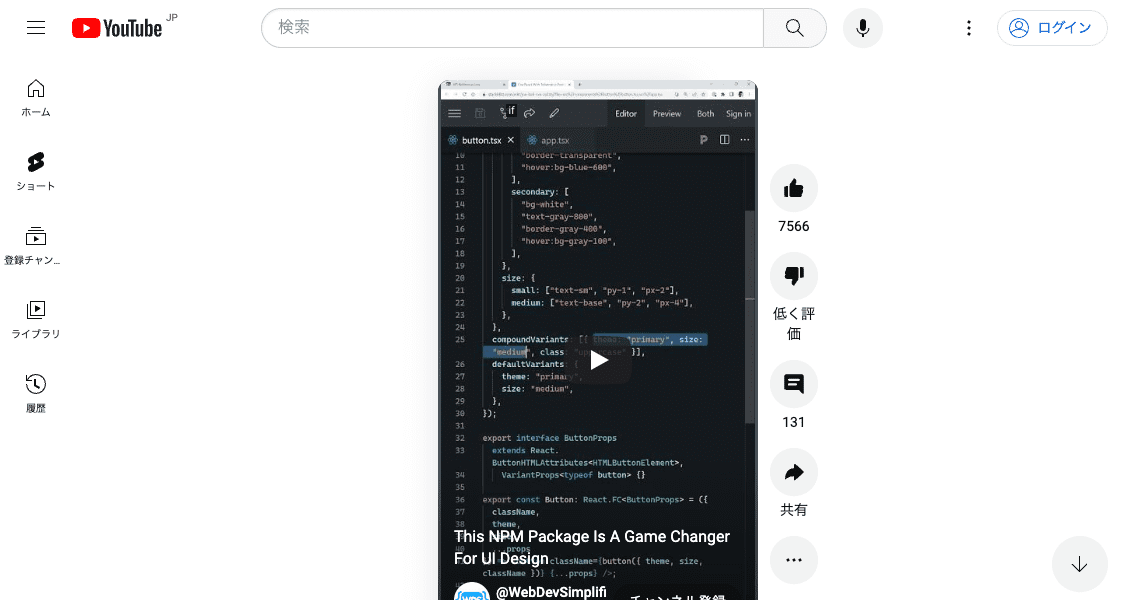 YouTube JP
検索
ログイン
ホーム
ショート
登録チャン...
ライブラリ
履歴
if
Editor Preview Both Sign in
button.tsx × app.tsx
10 "border-transparent",
11 "hover:bg-blue-600",
12 ],
13 secondary: [
14 "bg-white",
15 "text-gray-800",
16 "border-gray-400",
17 "hover:bg-gray-100",
18 ],
19 },
20 size: {
21 small: ["text-sm", "py-1", "px-2"],
22 medium: ["text-base", "py-2", "px-4"],
23 },
24 },
25 compoundVariants: [{ theme: "primary", size:
"medium", class: "uppercase" }],
26 defaultVariants: {
27 theme: "primary",
28 size: "medium",
29 },
30 });
31
32 export interface ButtonProps
33 extends React.
ButtonHTMLAttributes<HTMLButtonElement>,
34 VariantProps<typeof button> {}
35
36 export const Button: React.FC<ButtonProps> = ({
37 className,
38 theme,
...props
className={button({ theme, size,
className })} {...props} />;
This NPM Package Is A Game Changer
For UI Design
WDS
@WebDevSimplifi
チャンネル登録
7566
低く評
価
131
共有